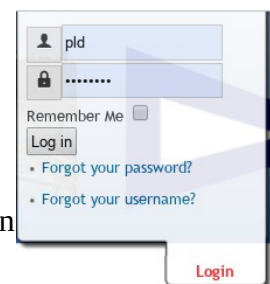 pld
••••••••
Remember Me
Log in
• Forgot your password?
• Forgot your username?
n
Login